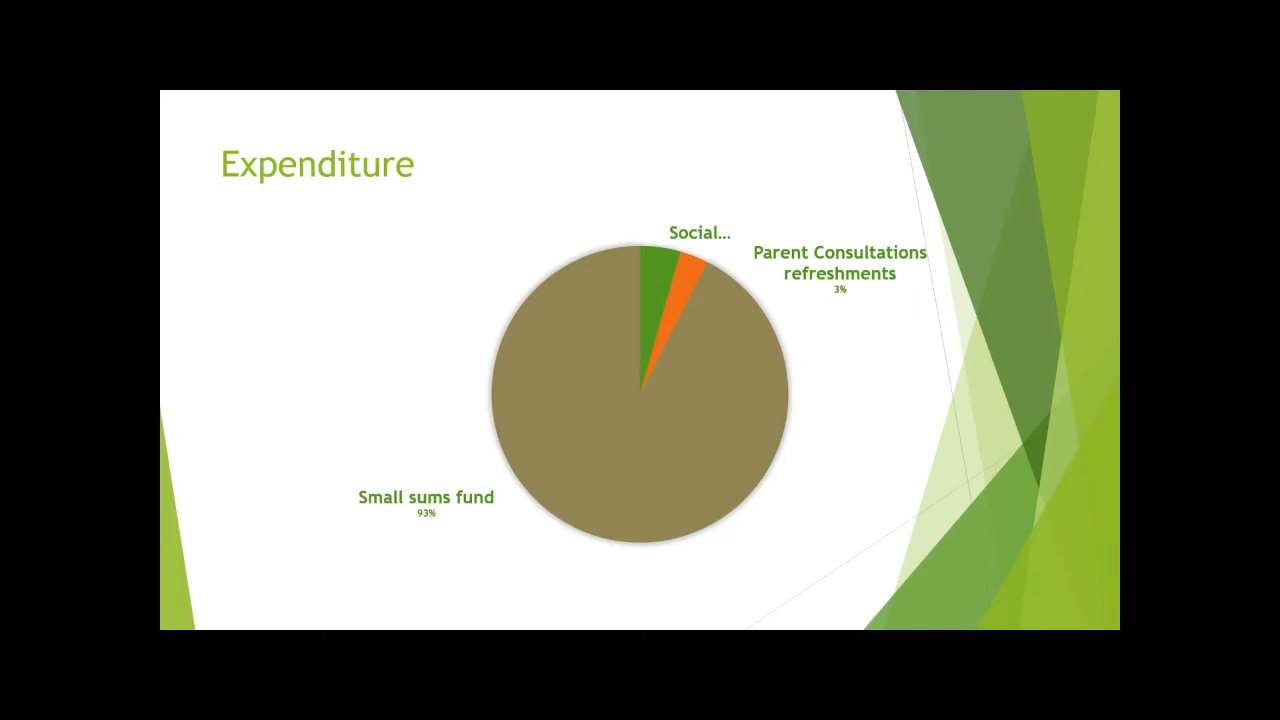 Expenditure
Social...
Parent Consultations
refreshments
3%
Small sums fund
93%